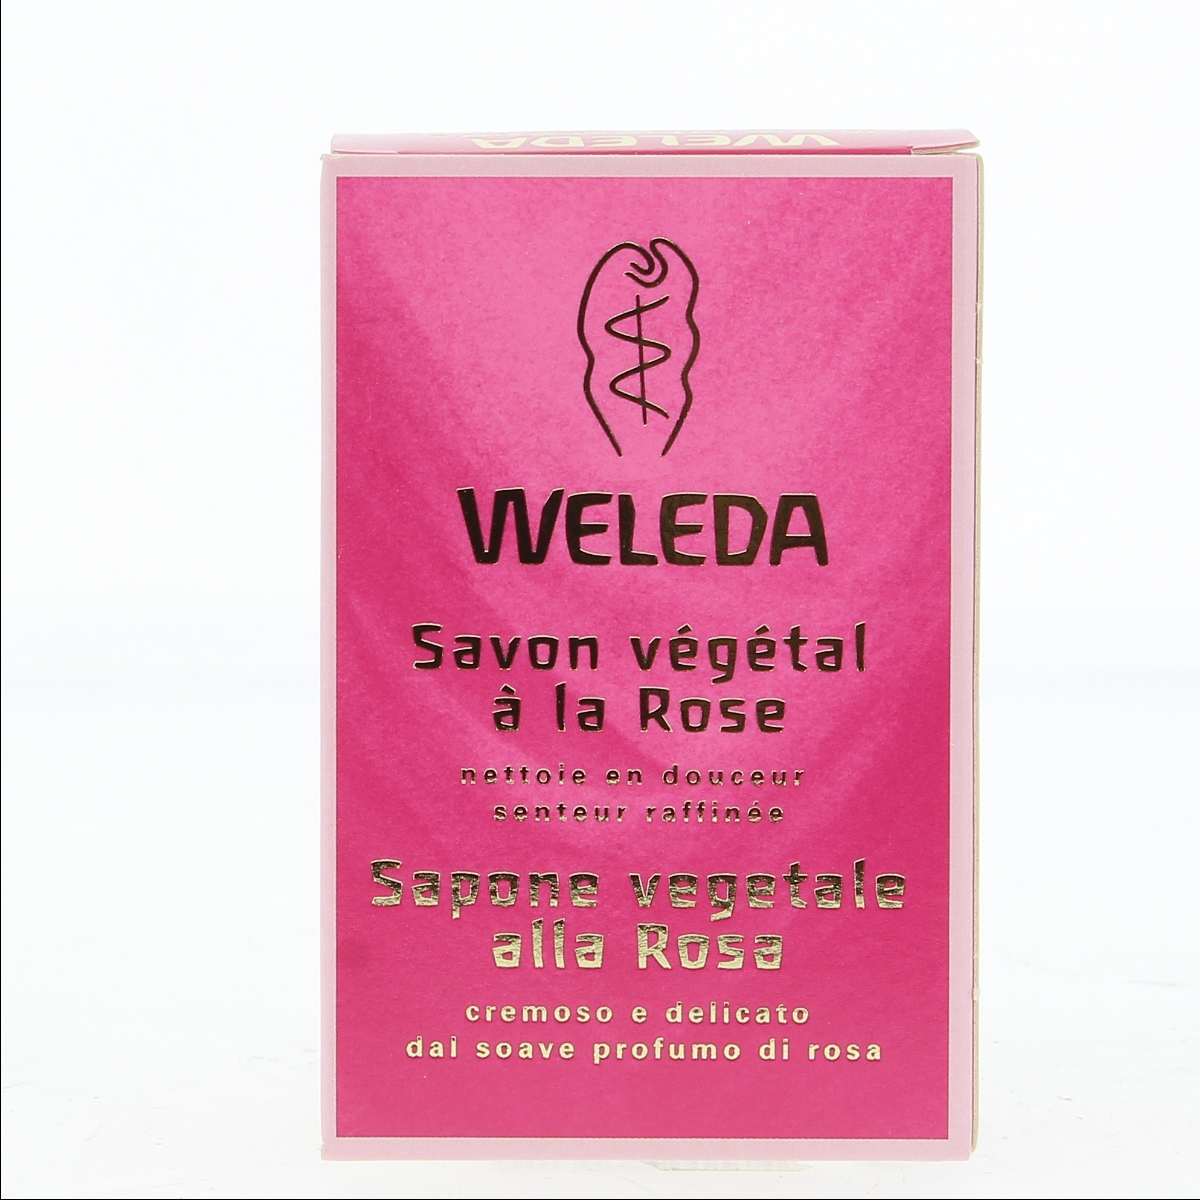 WELEDA
WELEDA
Savon végétal
à la Rose
nettoie en douceur
senteur raffinée
Sapone vegetale
alla Rosa
cremoso e delicato
dal soave profumo di rosa